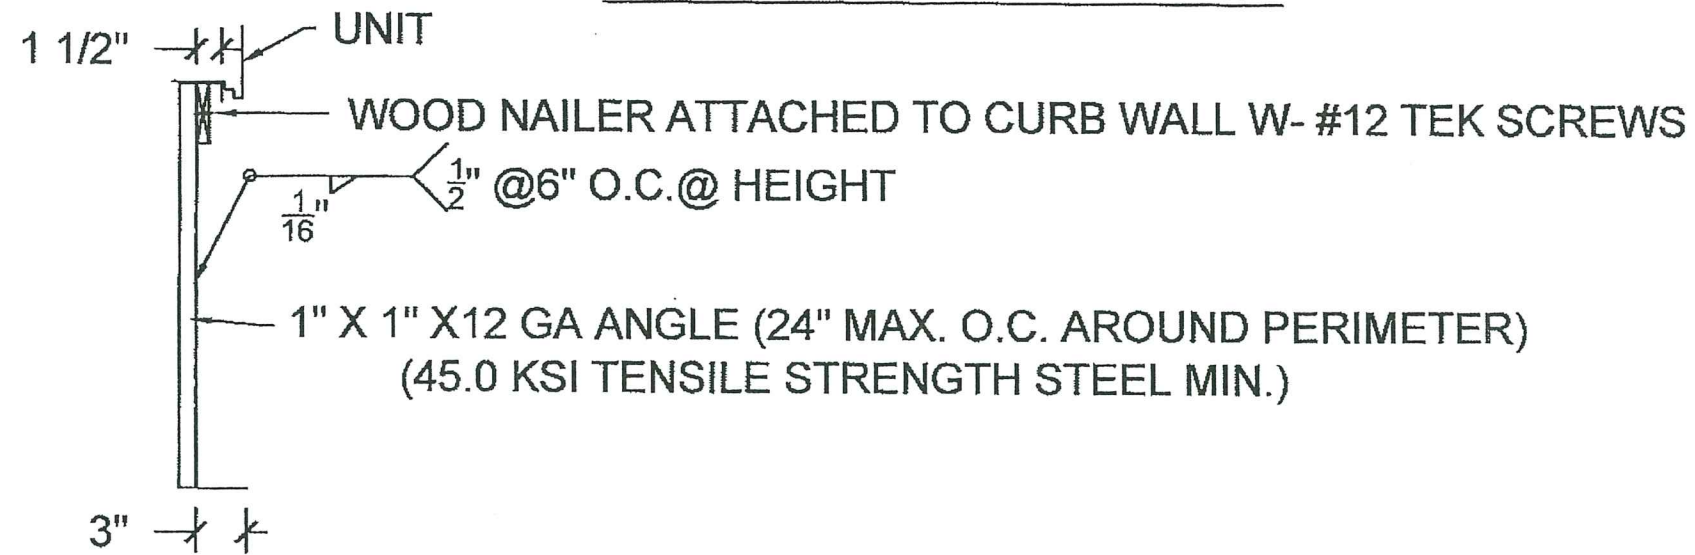 1 1/2"
UNIT
WOOD NAILER ATTACHED TO CURB WALL W- #12 TEK SCREWS
1/16"
1/2" @6" O.C.@ HEIGHT
1" X 1" X12 GA ANGLE (24" MAX. O.C. AROUND PERIMETER)
(45.0 KSI TENSILE STRENGTH STEEL MIN.)
3"